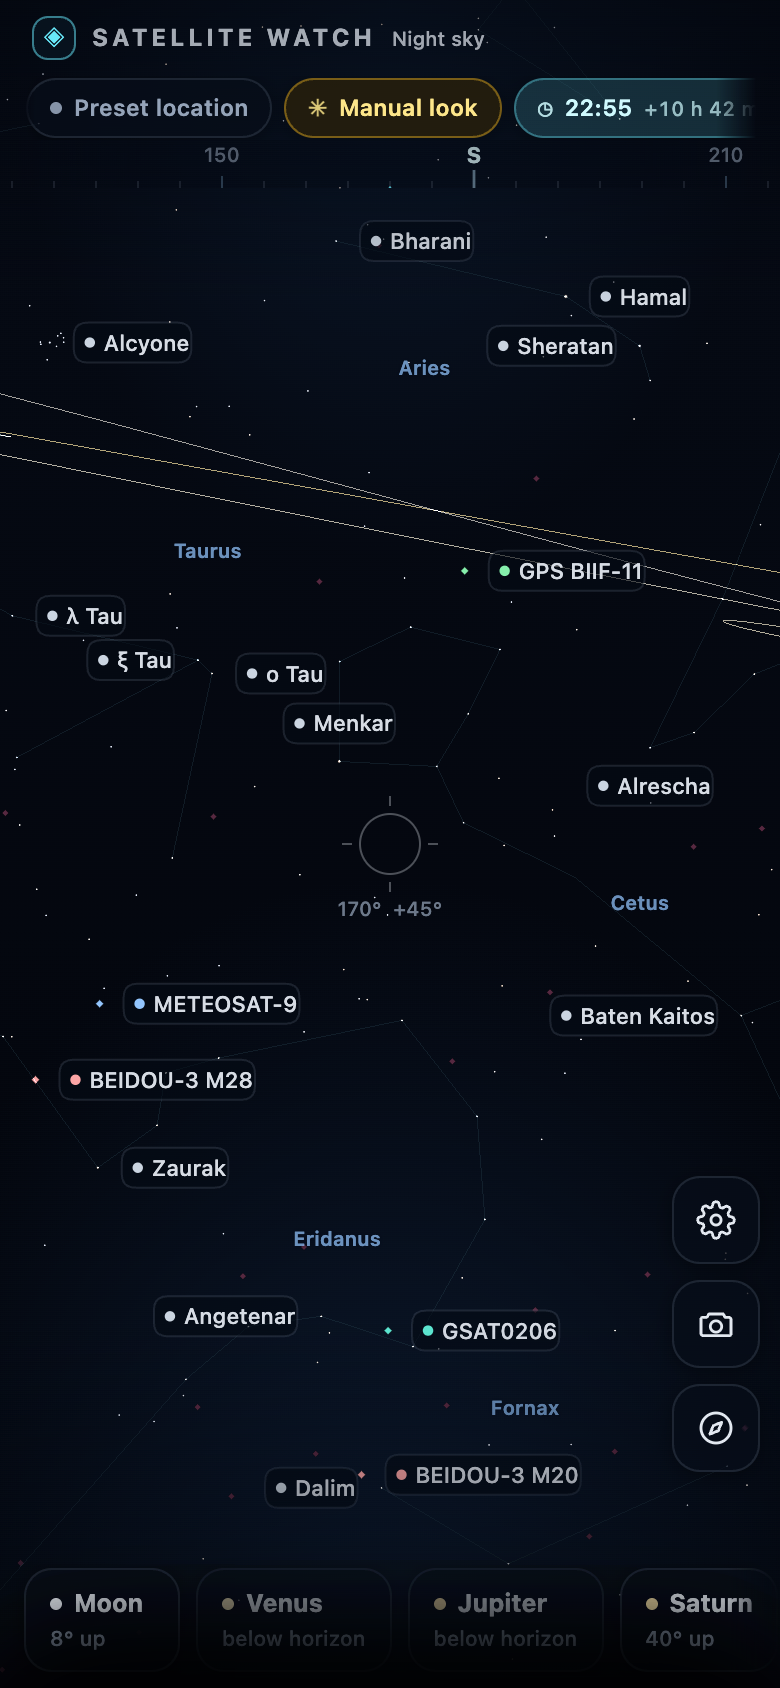 SATELLITE WATCH Night sky
Preset location
Manual look
22:55 +10 h 42 m
150 S 210
Bharani
Hamal
Alcyone
Sheratan
Aries
Taurus
GPS BIIF-11
λ Tau
ξ Tau
ο Tau
Menkar
Alrescha
170° +45°
Cetus
METEOSAT-9
Baten Kaitos
BEIDOU-3 M28
Zaurak
Eridanus
Angetenar
GSAT0206
Fornax
BEIDOU-3 M20
Dalim
Moon
8° up
Venus
below horizon
Jupiter
below horizon
Saturn
40° up